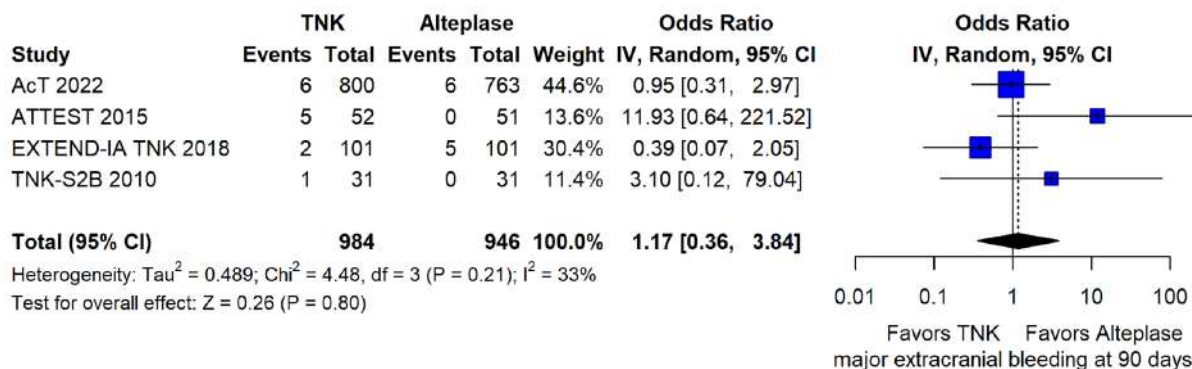 TNK Alteplase Odds Ratio Odds Ratio
Study Events Total Events Total Weight IV, Random, 95% CI IV, Random, 95% CI
AcT 2022 6 800 6 763 44.6% 0.95 [0.31, 2.97]
ATTEST 2015 5 52 0 51 13.6% 11.93 [0.64, 221.52]
EXTEND-IA TNK 2018 2 101 5 101 30.4% 0.39 [0.07, 2.05]
TNK-S2B 2010 1 31 0 31 11.4% 3.10 [0.12, 79.04]
Total (95% CI) 984 946 100.0% 1.17 [0.36, 3.84]
Heterogeneity: Tau² = 0.489; Chi² = 4.48, df = 3 (P = 0.21); I² = 33%
Test for overall effect: Z = 0.26 (P = 0.80)
0.01 0.1 1 10 100
Favors TNK Favors Alteplase
major extracranial bleeding at 90 days